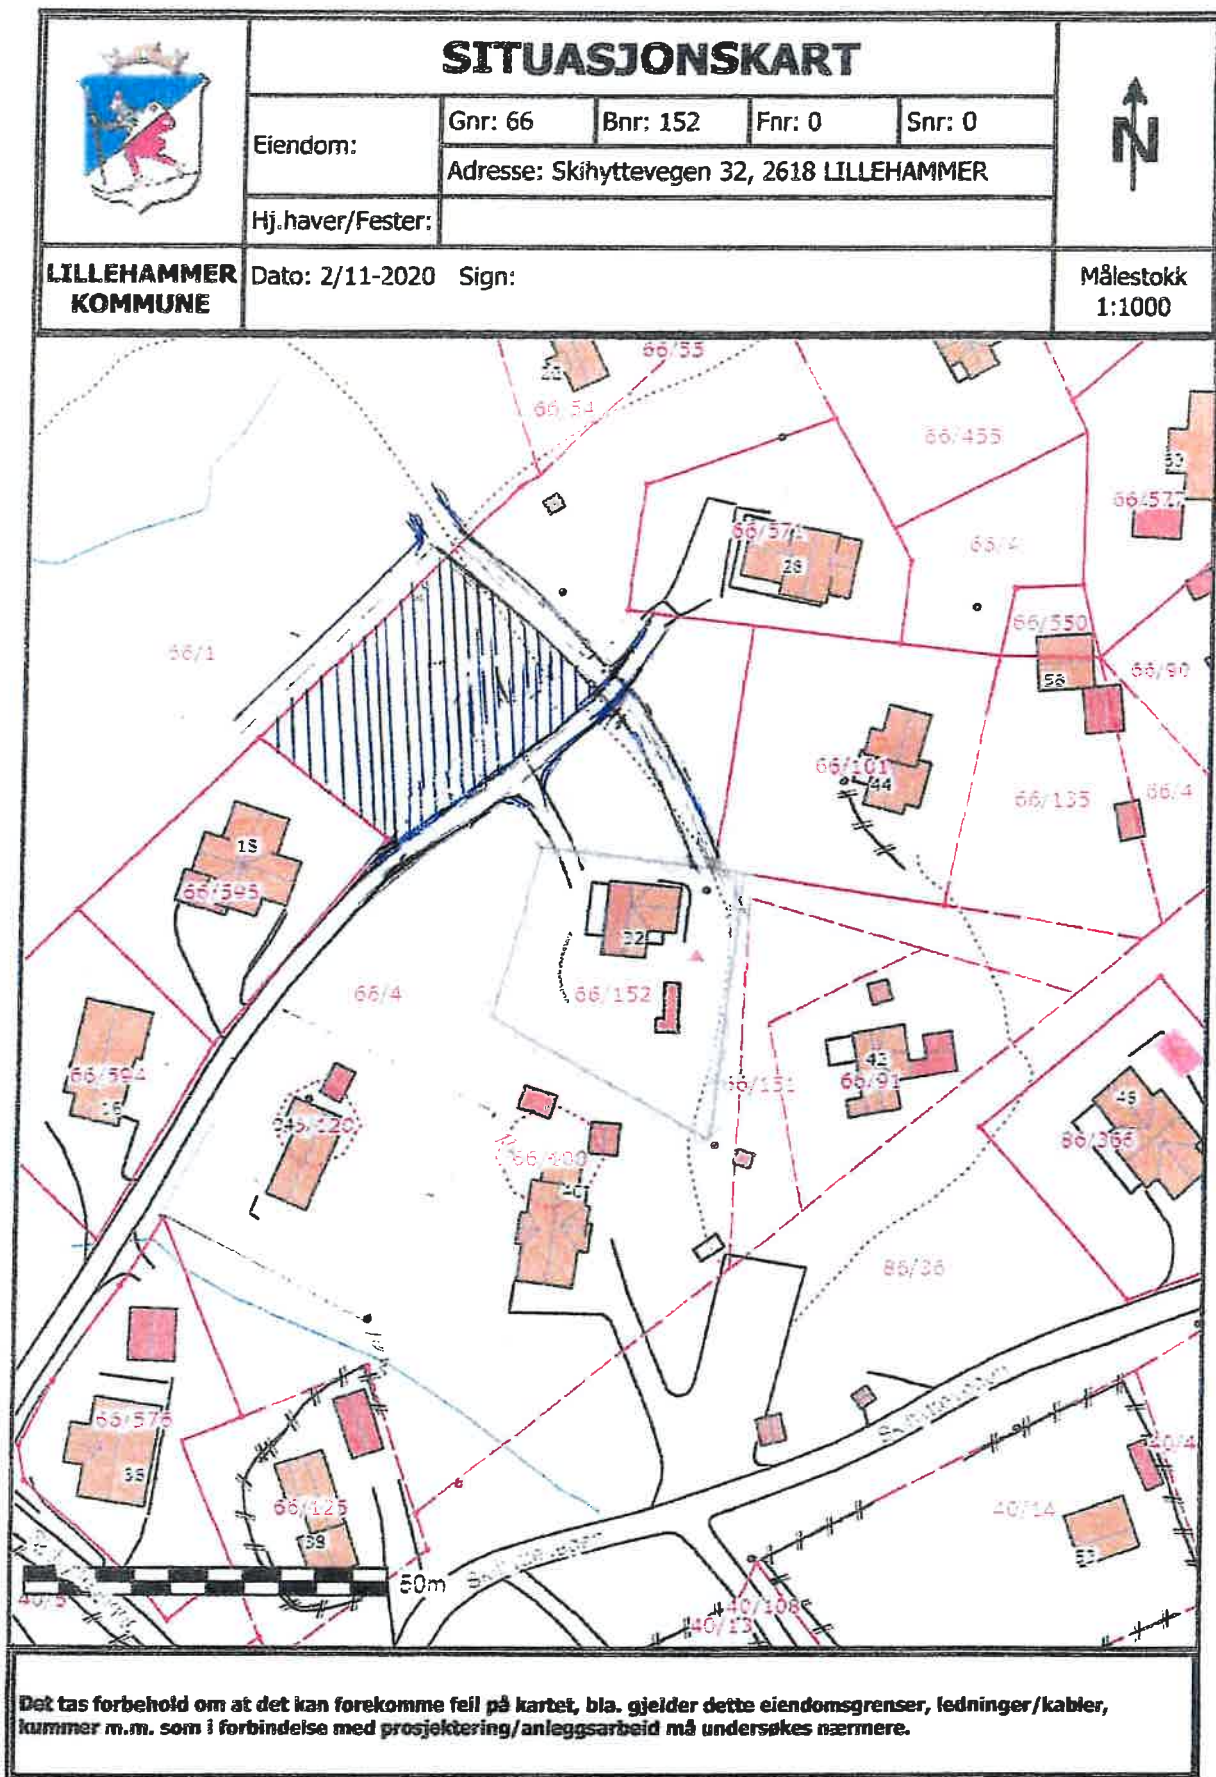 SITUASJONSKART
Eiendom:
Gnr: 66
Bnr: 152
Fnr: 0
Snr: 0
Adresse: Skihyttevegen 32, 2618 LILLEHAMMER
Hj.haver/Fester:
N
LILLEHAMMER
KOMMUNE
Dato: 2/11-2020 Sign:
Målestokk
1:1000
66/55
66/54
66/455
66/577
66/571
28
66/4
66/550
56
66/90
66/1
66/101
44
66/135
66/4
18
66/595
32
66/4
66/152
66/594
16
66/131
42
66/91
45
86/366
66/100
40
86/36
66/576
66/125
39
40/4
40/14
50m
40/5
40/108
40/13
Det tas forbehold om at det kan forekomme feil på kartet, bla. gjelder dette eiendomsgrenser, ledninger/kabler,
kummer m.m. som i forbindelse med prosjektering/anleggsarbeid må undersøkes nærmere.